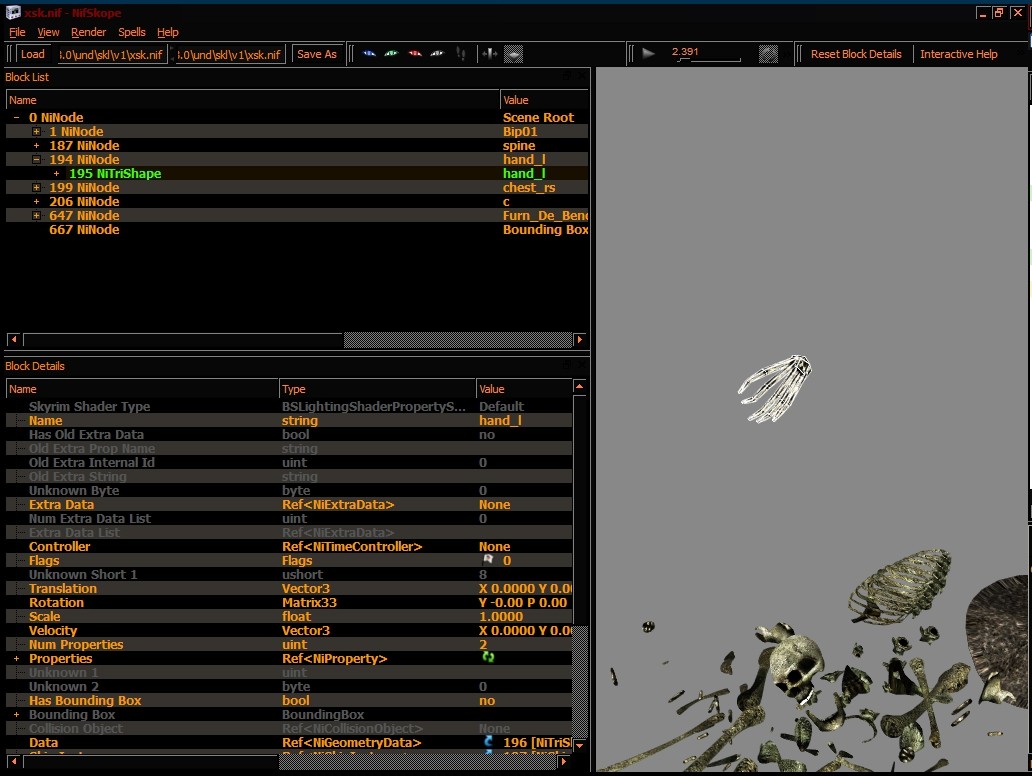 xsk.nif - NifSkope
File View Render Spells Help
Load 5.0\und\skl\v1\xsk.nif 5.0\und\skl\v1\xsk.nif Save As 2.391 Reset Block Details Interactive Help
Block List
Name Value
0 NiNode Scene Root
1 NiNode Bip01
187 NiNode spine
194 NiNode hand_l
195 NiTriShape hand_l
199 NiNode chest_rs
206 NiNode c
647 NiNode Furn_De_Benc
667 NiNode Bounding Box
Block Details
Name Type Value
Skyrim Shader Type BSLightingShaderPropertyS... Default
Name string hand_l
Has Old Extra Data bool no
Old Extra Prop Name string
Old Extra Internal Id uint 0
Old Extra String string
Unknown Byte byte 0
Extra Data Ref<NiExtraData> None
Num Extra Data List uint 0
Extra Data List Ref<NiExtraData>
Controller Ref<NiTimeController> None
Flags Flags 0
Unknown Short 1 ushort 8
Translation Vector3 X 0.0000 Y 0.00
Rotation Matrix33 Y -0.00 P 0.00
Scale float 1.0000
Velocity Vector3 X 0.0000 Y 0.00
Num Properties uint 2
Properties Ref<NiProperty>
Unknown 1 uint
Unknown 2 byte 0
Has Bounding Box bool no
Bounding Box BoundingBox
Collision Object Ref<NiCollisionObject> None
Data Ref<NiGeometryData> 196 [NiTriS